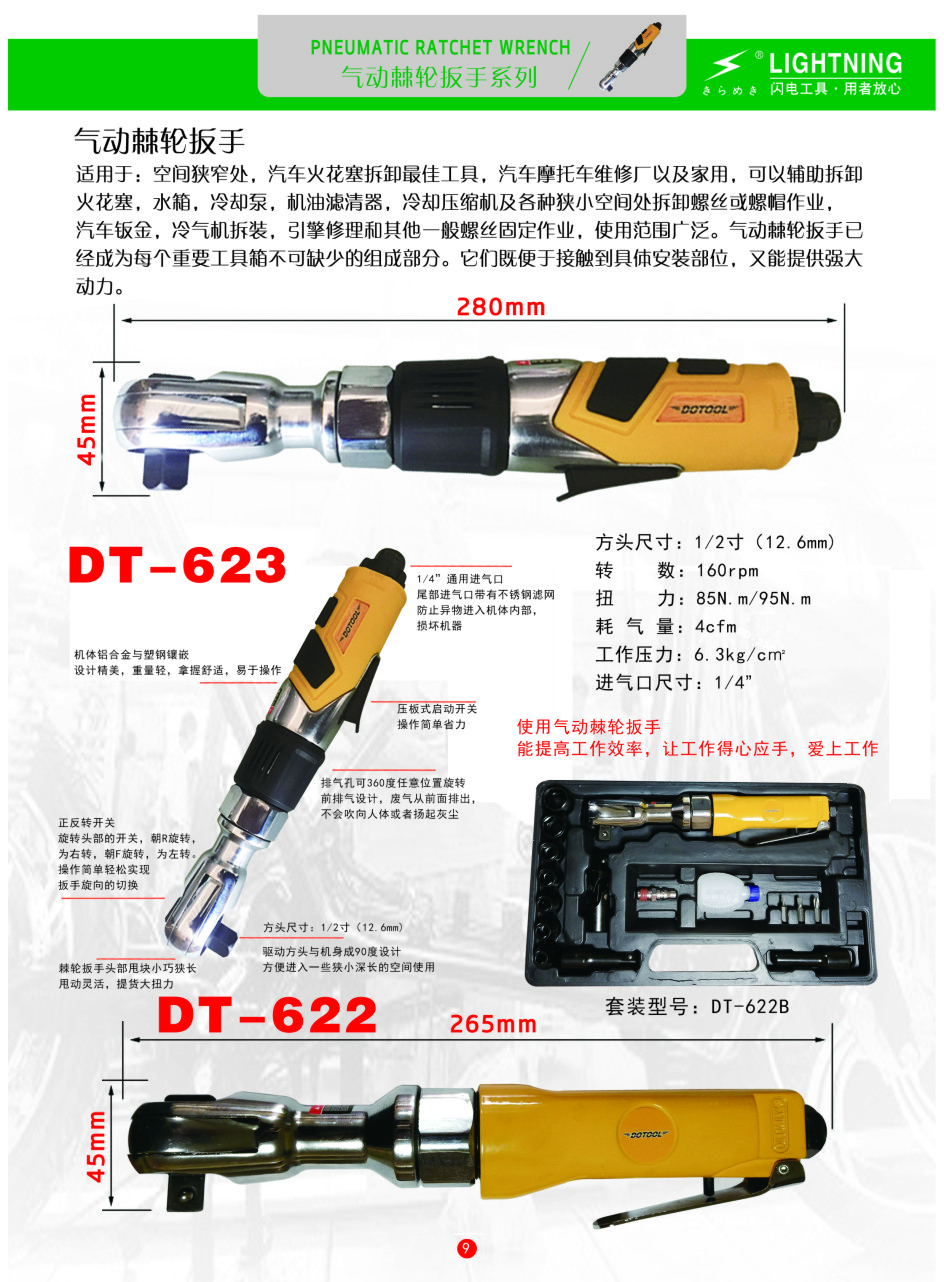 PNEUMATIC RATCHET WRENCH
气动棘轮扳手系列
®
LIGHTNING
きらめき 闪电工具·用者放心
气动棘轮扳手
适用于：空间狭窄处，汽车火花塞拆卸最佳工具，汽车摩托车维修厂以及家用，可以辅助拆卸
火花塞，水箱，冷却泵，机油滤清器，冷却压缩机及各种狭小空间处拆卸螺丝或螺帽作业，
汽车钣金，冷气机拆装，引擎修理和其他一般螺丝固定作业，使用范围广泛。气动棘轮扳手已
经成为每个重要工具箱不可缺少的组成部分。它们既便于接触到具体安装部位，又能提供强大
动力。
280mm
45mm
DOTOOL
DT-623
方头尺寸：1/2寸（12.6mm)
转 数：160rpm
扭 力：85N.m/95N.m
耗 气 量：4cfm
工作压力：6.3kg/cm²
进气口尺寸：1/4”
1/4”通用进气口
尾部进气口带有不锈钢滤网
防止异物进入机体内部，
损坏机器
DOTOOL
机体铝合金与塑钢镶嵌
设计精美，重量轻，拿握舒适，易于操作
压板式启动开关
操作简单省力
使用气动棘轮扳手
能提高工作效率，让工作得心应手，爱上工作
排气孔可360度任意位置旋转
前排气设计，废气从前面排出，
不会吹向人体或者扬起灰尘
正反转开关
旋转头部的开关，朝R旋转，
为右转，朝F旋转，为左转。
操作简单轻松实现
扳手旋向的切换
方头尺寸：1/2寸（12.6mm)
驱动方头与机身成90度设计
方便进入一些狭小深长的空间使用
棘轮扳手头部甩块小巧狭长
甩动灵活，提货大扭力
套装型号：DT-622B
DT-622
265mm
45mm
DOTOOL
9